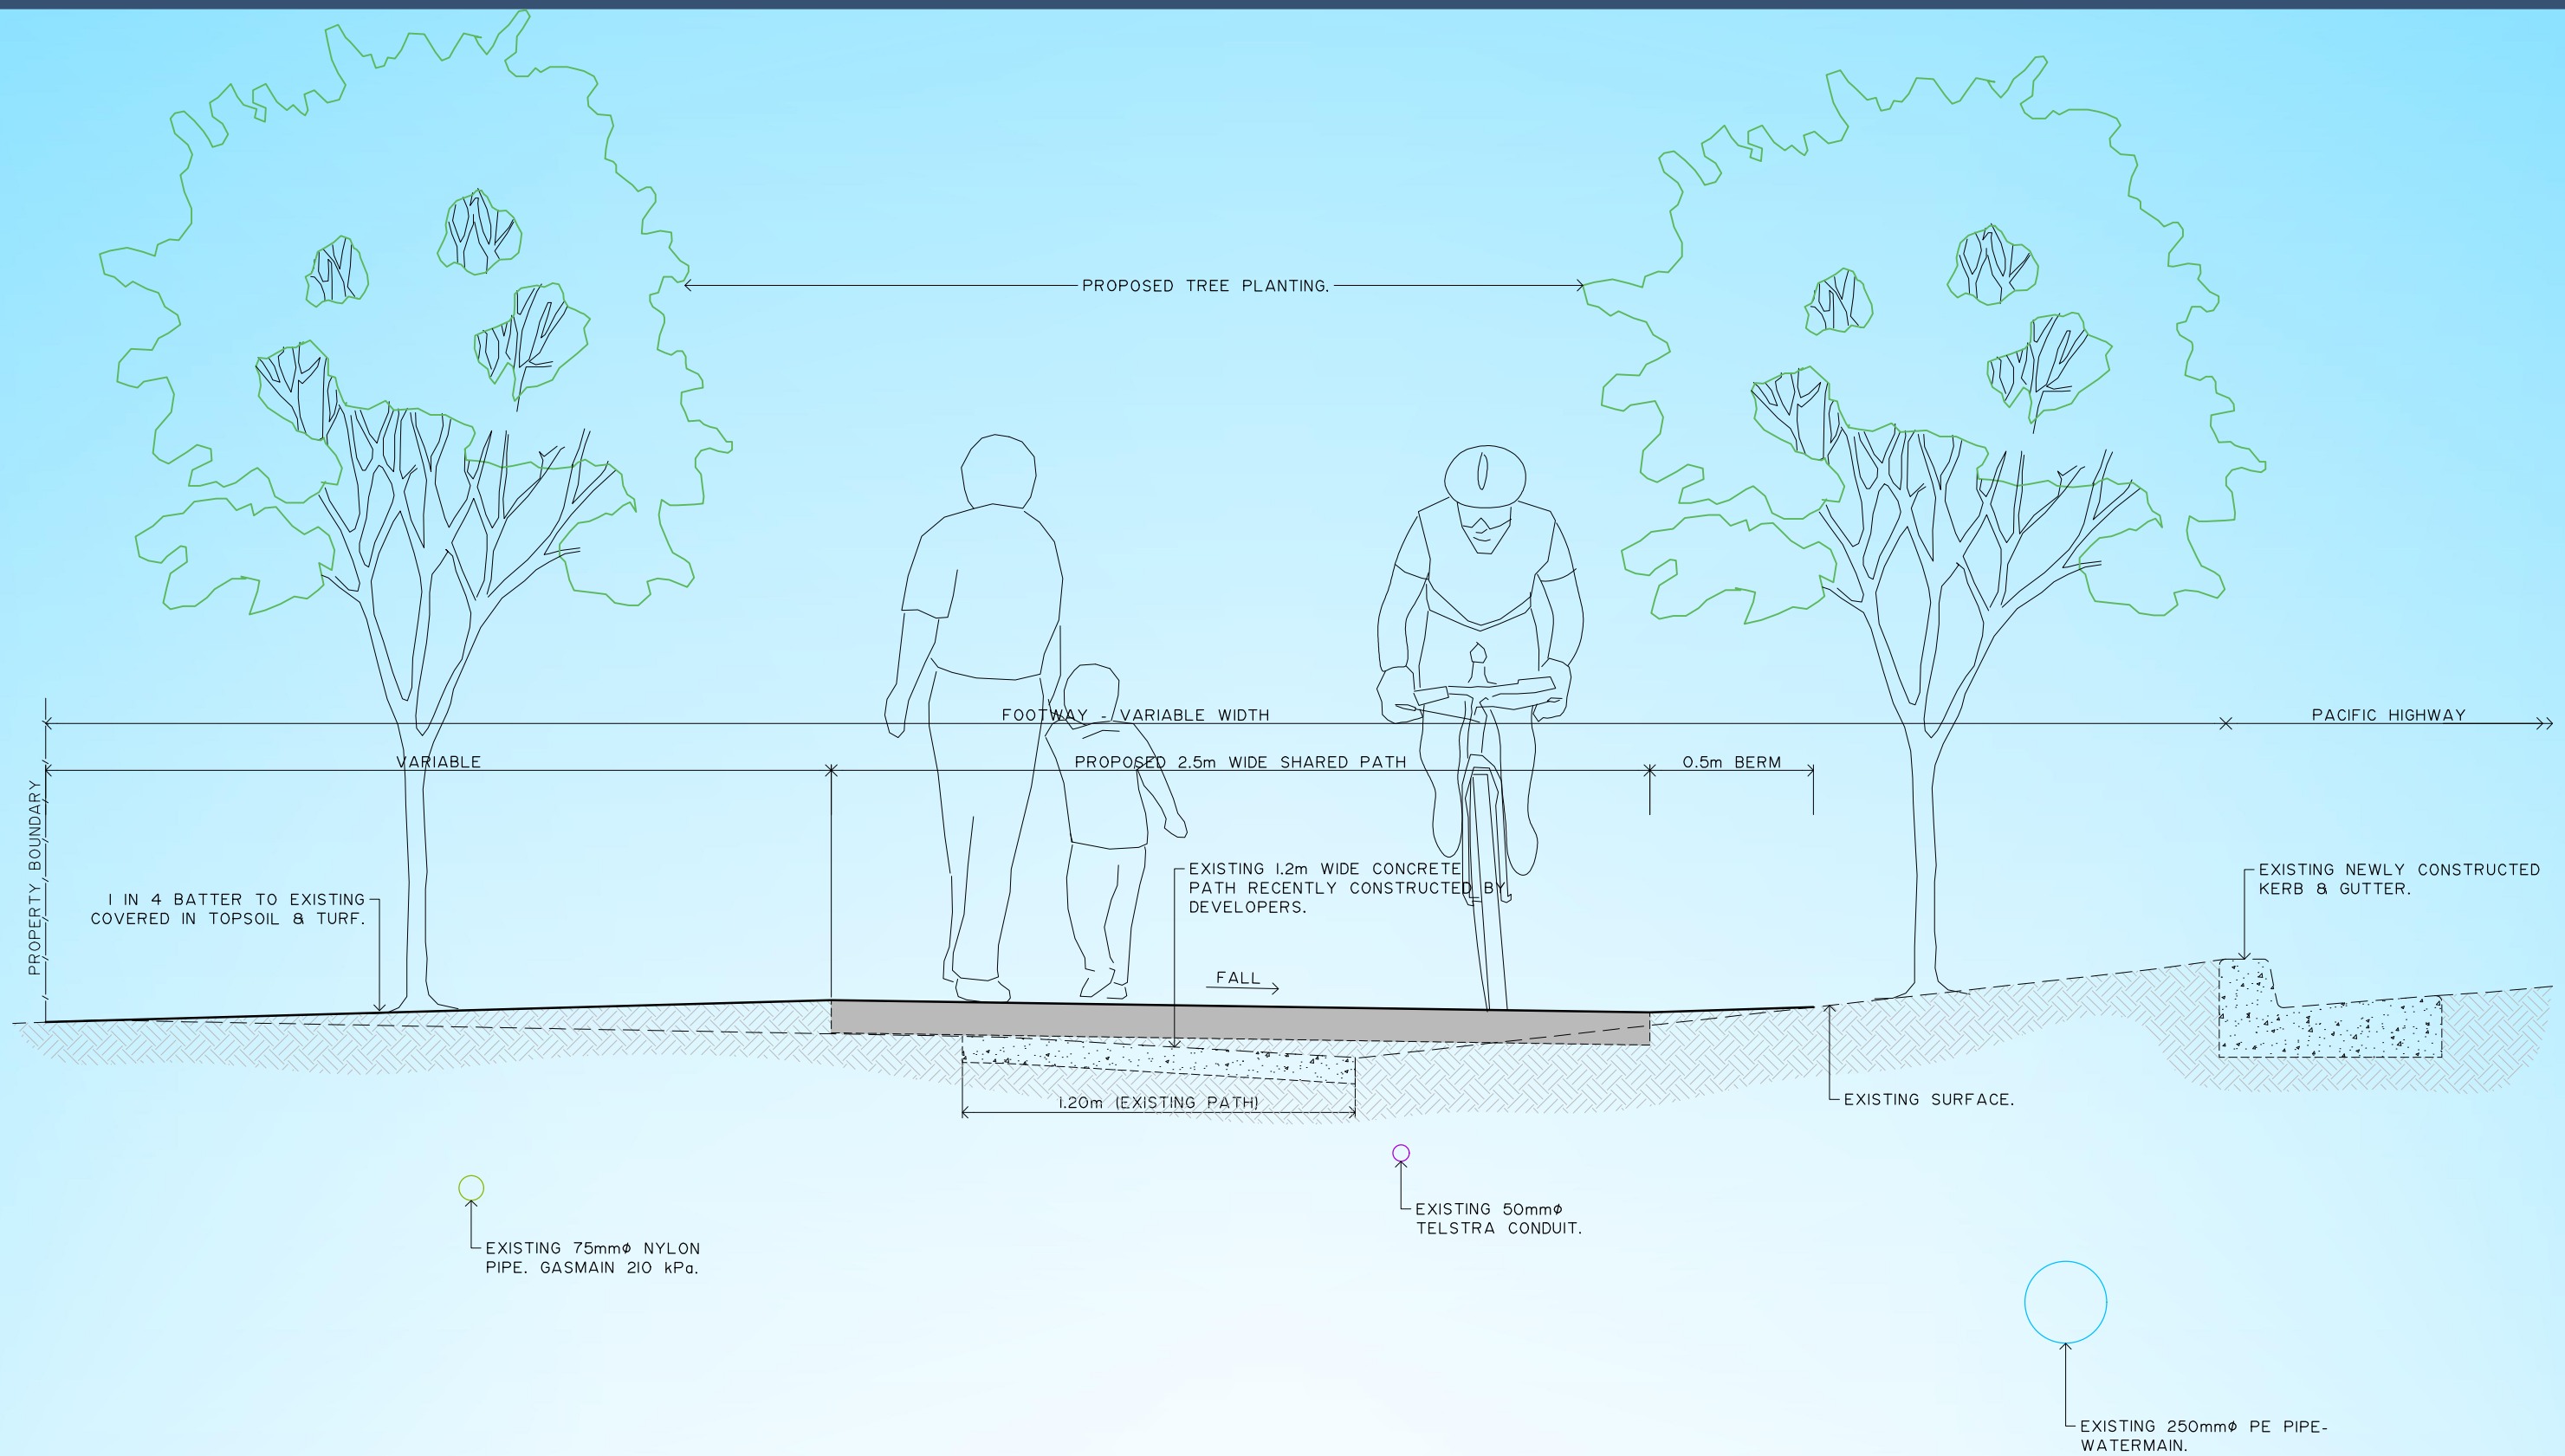 PROPOSED TREE PLANTING.
FOOTWAY - VARIABLE WIDTH
PACIFIC HIGHWAY
VARIABLE
PROPOSED 2.5m WIDE SHARED PATH
0.5m BERM
PROPERTY BOUNDARY
1 IN 4 BATTER TO EXISTING
COVERED IN TOPSOIL & TURF.
EXISTING 1.2m WIDE CONCRETE
PATH RECENTLY CONSTRUCTED BY
DEVELOPERS.
EXISTING NEWLY CONSTRUCTED
KERB & GUTTER.
FALL
1.20m (EXISTING PATH)
EXISTING SURFACE.
EXISTING 50mmø
TELSTRA CONDUIT.
EXISTING 75mmø NYLON
PIPE. GASMAIN 210 kPa.
EXISTING 250mmø PE PIPE-
WATERMAIN.